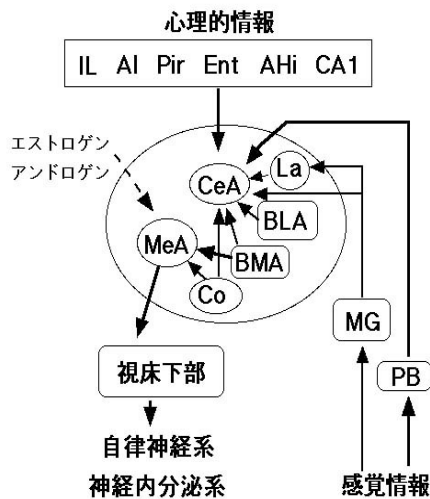 心理的情報
IL AI Pir Ent AHi CA1
エストロゲン
アンドロゲン
CeA
La
BLA
MeA
BMA
Co
MG
視床下部
PB
自律神経系
神経内分泌系
感覚情報